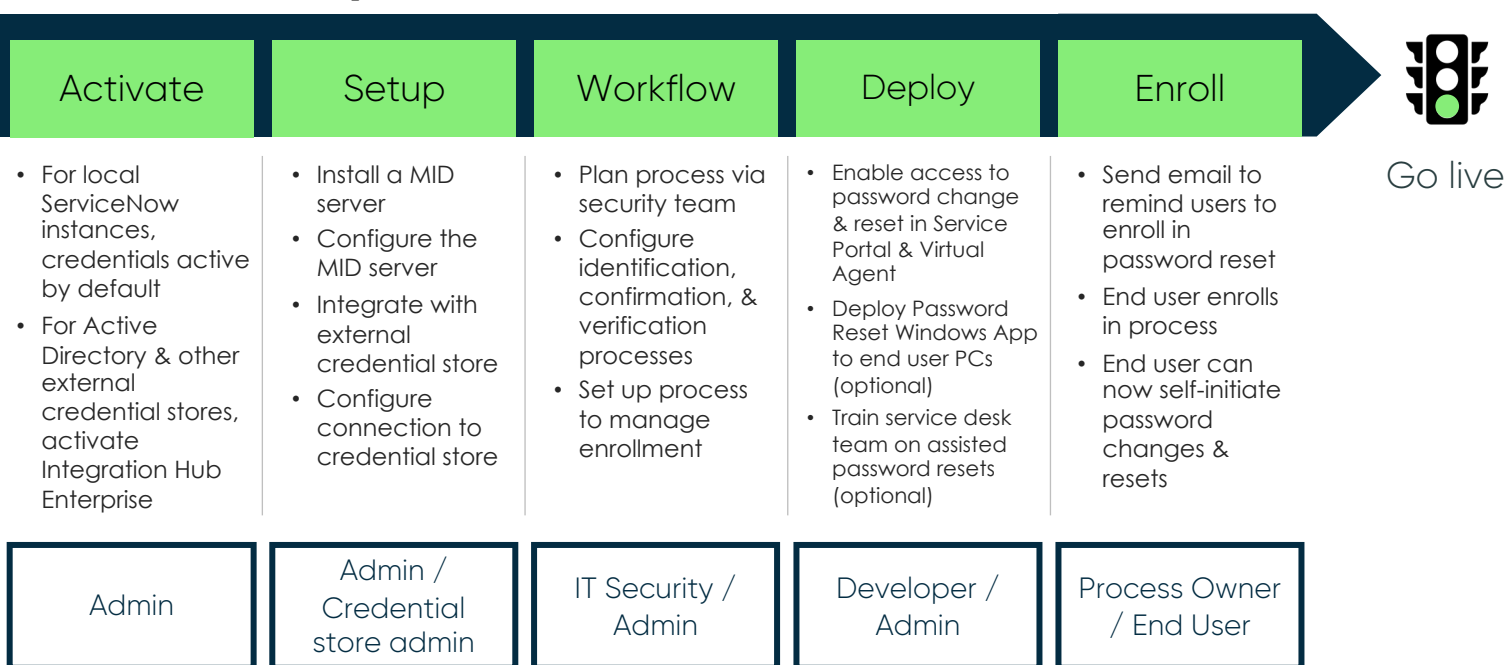 Activate
Setup
Workflow
Deploy
Enroll
Go live
• For local
ServiceNow
instances,
credentials active
by default
• For Active
Directory & other
external
credential stores,
activate
Integration Hub
Enterprise
• Install a MID
server
• Configure the
MID server
• Integrate with
external
credential store
• Configure
connection to
credential store
• Plan process via
security team
• Configure
identification,
confirmation, &
verification
processes
• Set up process
to manage
enrollment
• Enable access to
password change
& reset in Service
Portal & Virtual
Agent
• Deploy Password
Reset Windows App
to end user PCs
(optional)
• Train service desk
team on assisted
password resets
(optional)
• Send email to
remind users to
enroll in
password reset
• End user enrolls
in process
• End user can
now self-initiate
password
changes &
resets
Admin
Admin /
Credential
store admin
IT Security /
Admin
Developer /
Admin
Process Owner
/ End User